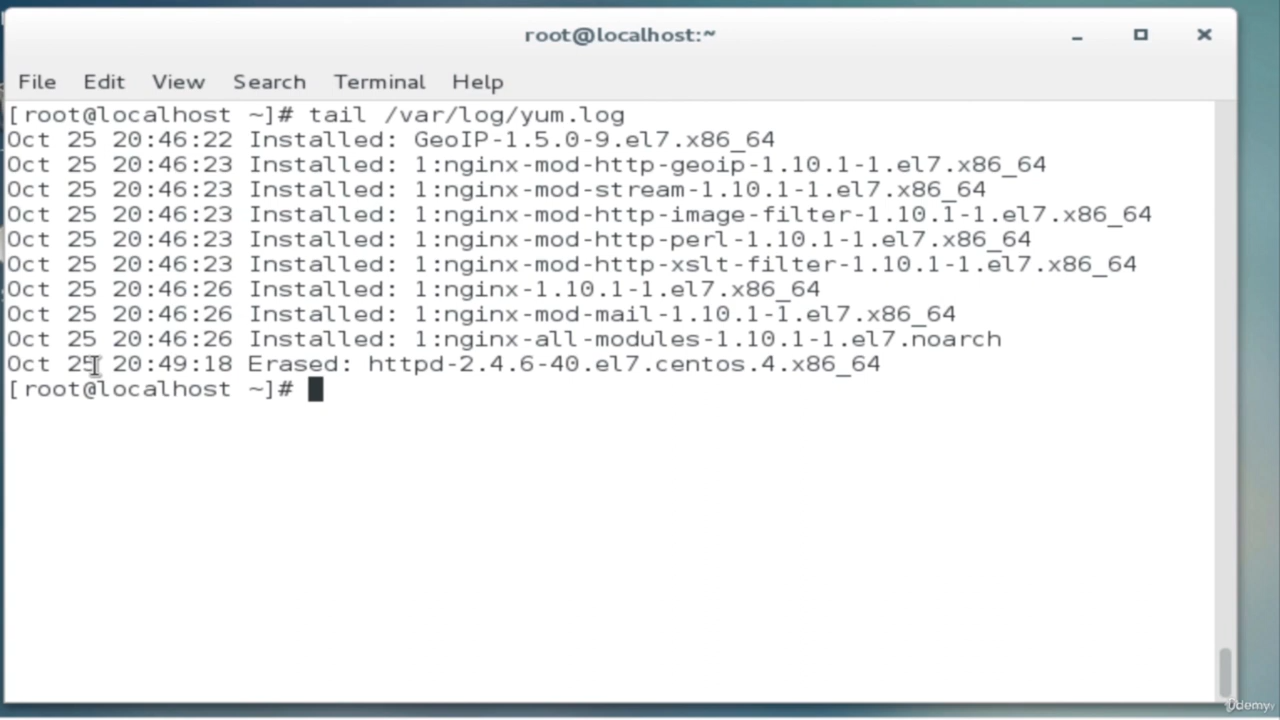 root@localhost:~
File Edit View Search Terminal Help
[root@localhost ~]# tail /var/log/yum.log
Oct 25 20:46:22 Installed: GeoIP-1.5.0-9.el7.x86_64
Oct 25 20:46:23 Installed: 1:nginx-mod-http-geoip-1.10.1-1.el7.x86_64
Oct 25 20:46:23 Installed: 1:nginx-mod-stream-1.10.1-1.el7.x86_64
Oct 25 20:46:23 Installed: 1:nginx-mod-http-image-filter-1.10.1-1.el7.x86_64
Oct 25 20:46:23 Installed: 1:nginx-mod-http-perl-1.10.1-1.el7.x86_64
Oct 25 20:46:23 Installed: 1:nginx-mod-http-xslt-filter-1.10.1-1.el7.x86_64
Oct 25 20:46:26 Installed: 1:nginx-1.10.1-1.el7.x86_64
Oct 25 20:46:26 Installed: 1:nginx-mod-mail-1.10.1-1.el7.x86_64
Oct 25 20:46:26 Installed: 1:nginx-all-modules-1.10.1-1.el7.noarch
Oct 25 20:49:18 Erased: httpd-2.4.6-40.el7.centos.4.x86_64
[root@localhost ~]#
Udemy